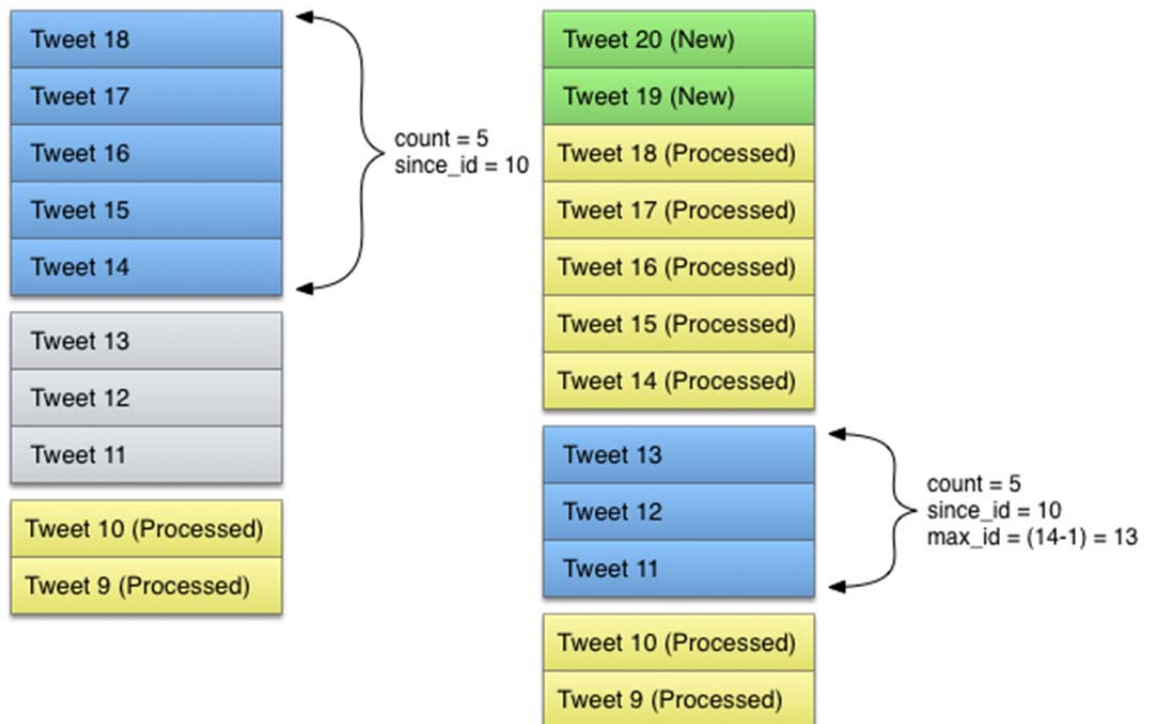 Tweet 18
Tweet 17
Tweet 16
Tweet 15
Tweet 14
count = 5
since_id = 10
Tweet 13
Tweet 12
Tweet 11
Tweet 10 (Processed)
Tweet 9 (Processed)
Tweet 20 (New)
Tweet 19 (New)
Tweet 18 (Processed)
Tweet 17 (Processed)
Tweet 16 (Processed)
Tweet 15 (Processed)
Tweet 14 (Processed)
Tweet 13
Tweet 12
Tweet 11
count = 5
since_id = 10
max_id = (14-1) = 13
Tweet 10 (Processed)
Tweet 9 (Processed)